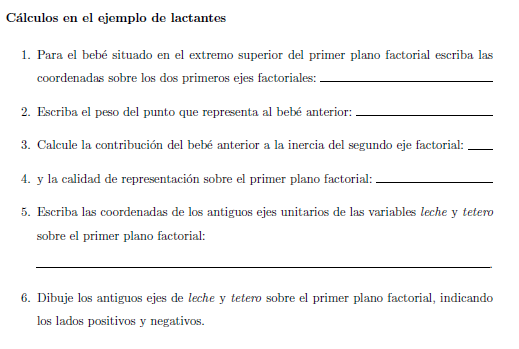 Cálculos en el ejemplo de lactantes
1. Para el bebé situado en el extremo superior del primer plano factorial escriba las
coordenadas sobre los dos primeros ejes factoriales:
2. Escriba el peso del punto que representa al bebé anterior:
3. Calcule la contribución del bebé anterior a la inercia del segundo eje factorial:
4. y la calidad de representación sobre el primer plano factorial:
5. Escriba las coordenadas de los antiguos ejes unitarios de las variables leche y tetero
sobre el primer plano factorial:
6. Dibuje los antiguos ejes de leche y tetero sobre el primer plano factorial, indicando
los lados positivos y negativos.